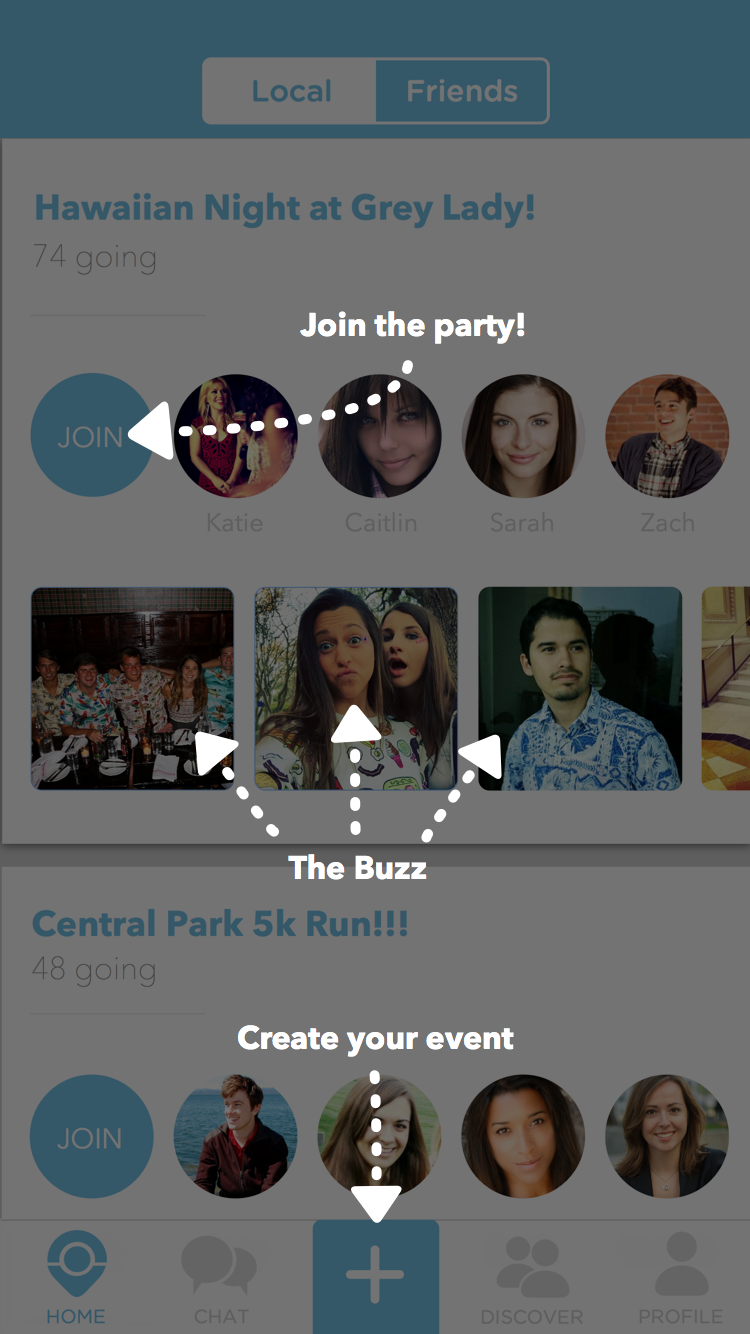 Local Friends
Hawaiian Night at Grey Lady!
74 going
Join the party!
JOIN
Katie Caitlin Sarah Zach
The Buzz
Central Park 5k Run!!!
48 going
Create your event
JOIN
HOME CHAT DISCOVER PROFILE